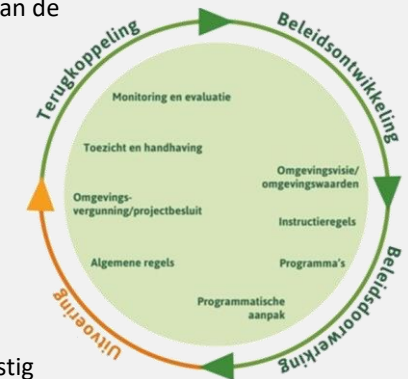 an de
Terugkoppeling
Beleidsontwikkeling
Monitoring en evaluatie
Toezicht en handhaving
Omgevingsvisie/
omgevingswaarden
Omgevings-
vergunning/projectbesluit
Instructieregels
Algemene regels
Programma's
Programmatische
aanpak
Beleidsdoorwerking
Uitvoering
stig